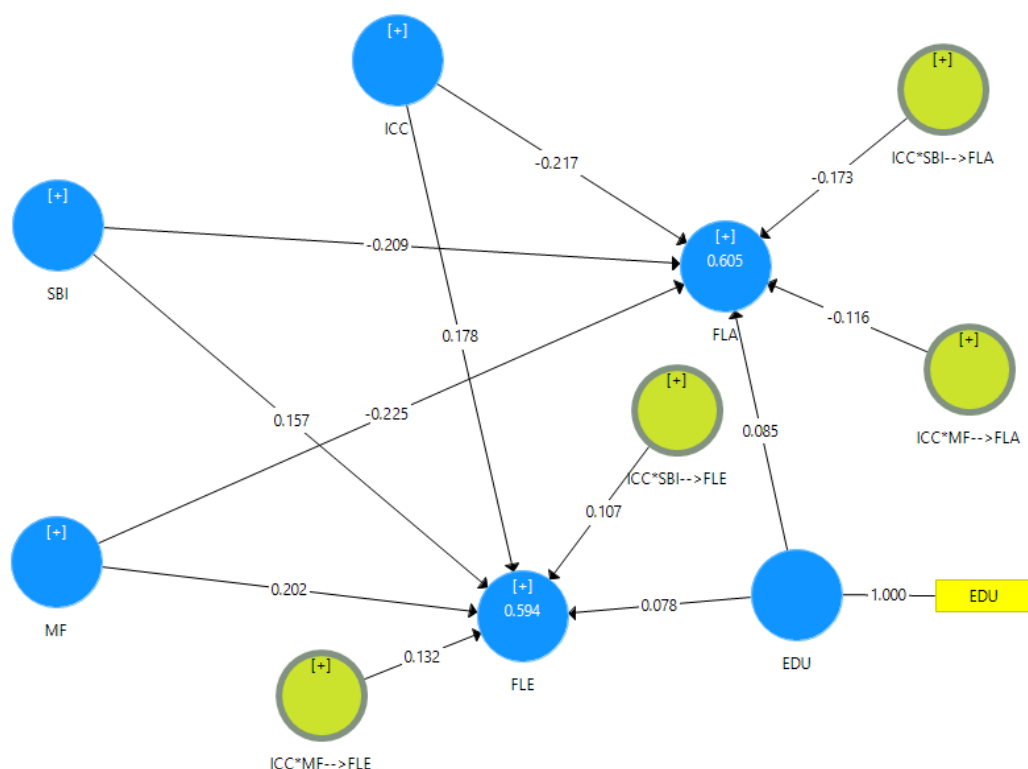 [+]
ICC
[+]
ICC*SBI-->FLA
-0.217
-0.173
[+]
SBI
-0.209
[+]
0.605
FLA
0.178
-0.116
[+]
ICC*MF-->FLA
[+]
ICC*SBI-->FLE
0.157
-0.225
0.085
0.107
[+]
MF
0.202
[+]
0.594
FLE
0.078
EDU
1.000
EDU
0.132
[+]
ICC*MF-->FLE